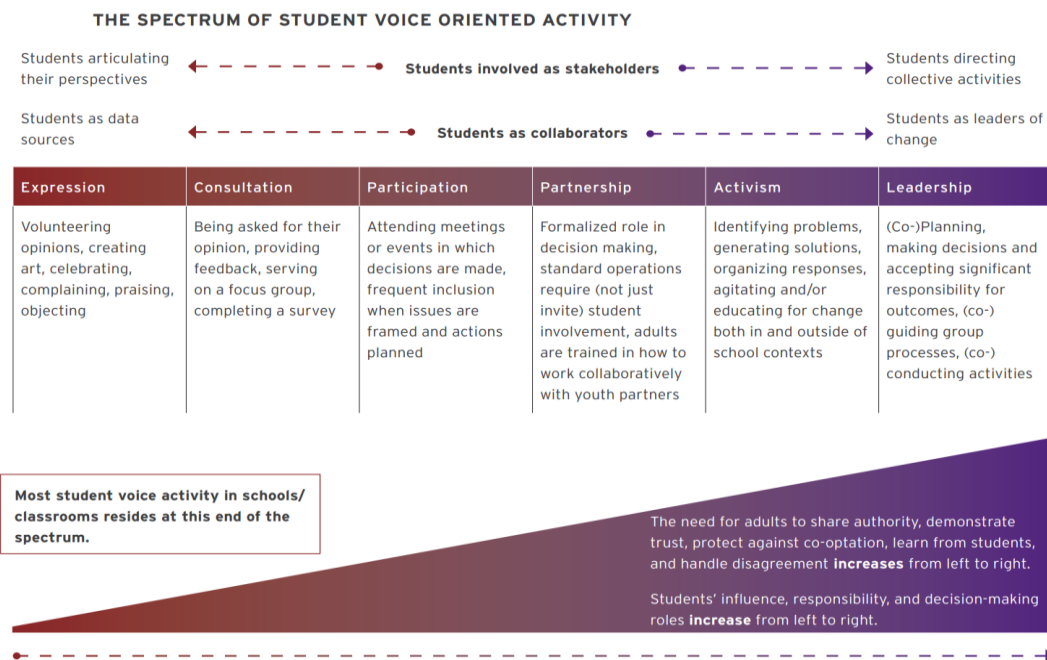 THE SPECTRUM OF STUDENT VOICE ORIENTED ACTIVITY
Students articulating
their perspectives
Students involved as stakeholders
Students directing
collective activities
Students as data
sources
Students as collaborators
Students as leaders of
change
Expression
Volunteering
opinions, creating
art, celebrating,
complaining, praising,
objecting
Consultation
Being asked for their
opinion, providing
feedback, serving
on a focus group,
completing a survey
Participation
Attending meetings
or events in which
decisions are made,
frequent inclusion
when issues are
framed and actions
planned
Partnership
Formalized role in
decision making,
standard operations
require (not just
invite) student
involvement, adults
are trained in how to
work collaboratively
with youth partners
Activism
Identifying problems,
generating solutions,
organizing responses,
agitating and/or
educating for change
both in and outside of
school contexts
Leadership
(Co-)Planning,
making decisions and
accepting significant
responsibility for
outcomes, (co-)
guiding group
processes, (co-)
conducting activities
Most student voice activity in schools/
classrooms resides at this end of the
spectrum.
The need for adults to share authority, demonstrate
trust, protect against co-optation, learn from students,
and handle disagreement increases from left to right.
Students' influence, responsibility, and decision-making
roles increase from left to right.